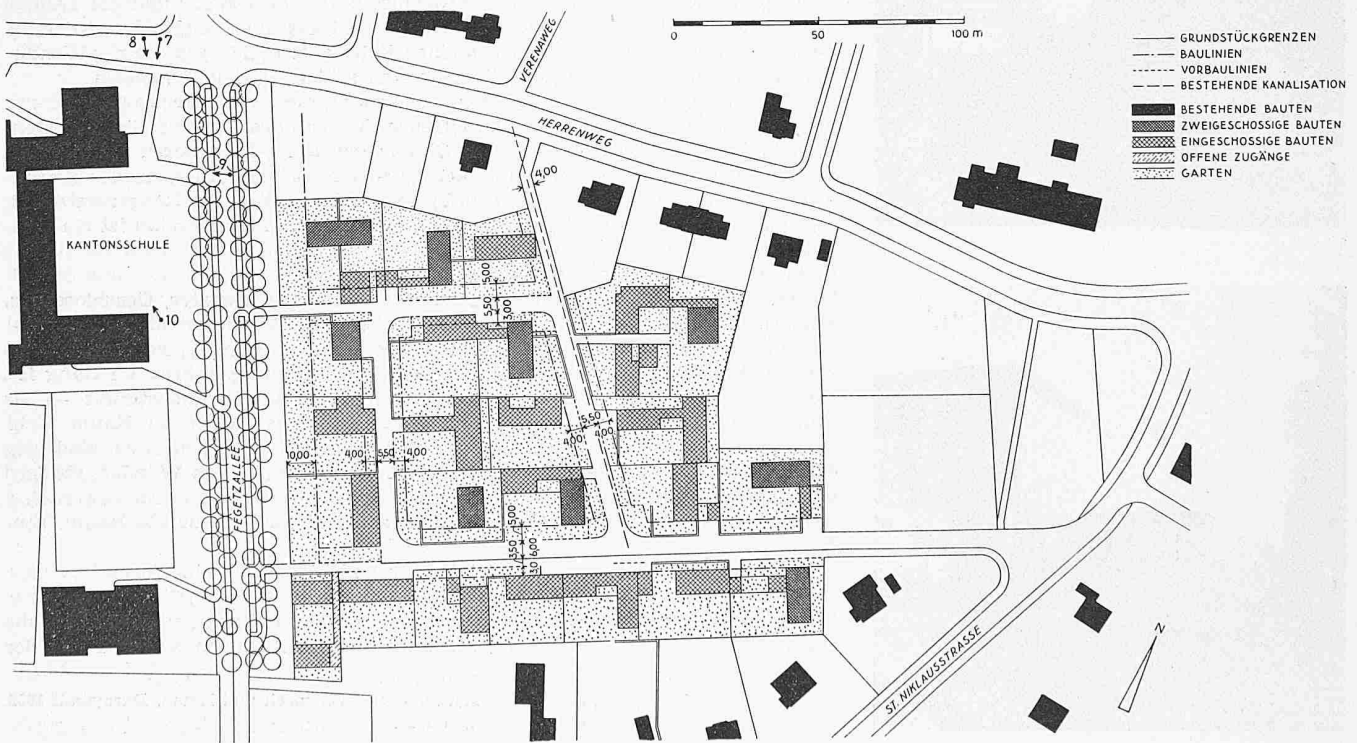 0 50 100 m
GRUNDSTÜCKGRENZEN
BAULINIEN
VORBAULINIEN
BESTEHENDE KANALISATION
BESTEHENDE BAUTEN
ZWEIGESCHOSSIGE BAUTEN
EINGESCHOSSIGE BAUTEN
OFFENE ZUGÄNGE
GARTEN
8 7
VERENAWEG
HERRENWEG
9
4,00
KANTONSSCHULE
10
5,00
5,50
3,00
FEGETZALLEE
10,00
4,00
5,50
4,00
4,00
5,50
4,00
5,00
6,00
ST. NIKLAUSSTRASSE
N